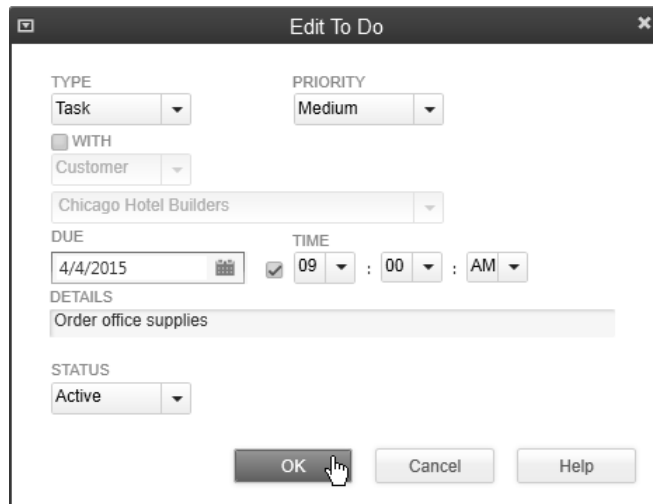 Edit To Do
TYPE PRIORITY
Task Medium
WITH
Customer
Chicago Hotel Builders
DUE TIME
4/4/2015 09 : 00 : AM
DETAILS
Order office supplies
STATUS
Active
OK Cancel Help